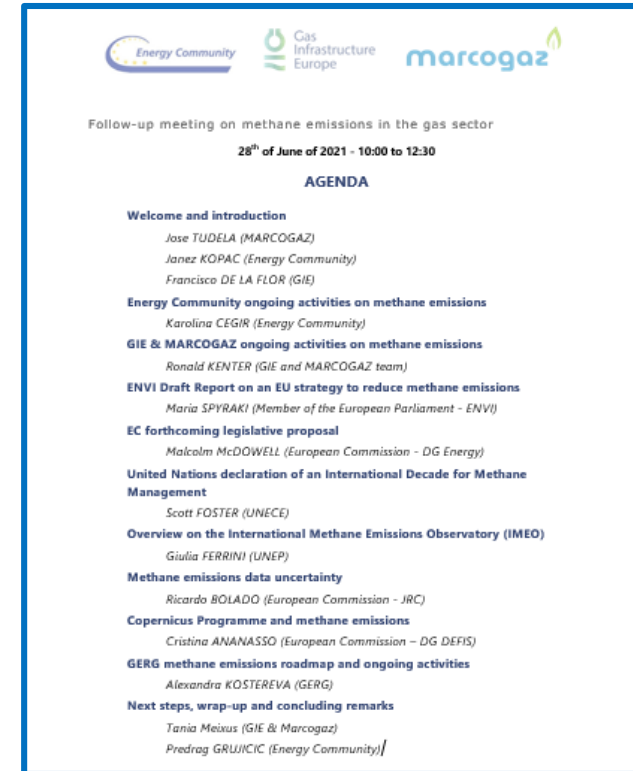 Energy Community
Gas
Infrastructure
Europe
marcogaz
Follow-up meeting on methane emissions in the gas sector
28th of June of 2021 - 10:00 to 12:30
AGENDA
Welcome and introduction
Jose TUDELA (MARCOGAZ)
Janez KOPAC (Energy Community)
Francisco DE LA FLOR (GIE)
Energy Community ongoing activities on methane emissions
Karolina CEGIR (Energy Community)
GIE & MARCOGAZ ongoing activities on methane emissions
Ronald KENTER (GIE and MARCOGAZ team)
ENVI Draft Report on an EU strategy to reduce methane emissions
Maria SPYRAKI (Member of the European Parliament - ENVI)
EC forthcoming legislative proposal
Malcolm McDOWELL (European Commission - DG Energy)
United Nations declaration of an International Decade for Methane
Management
Scott FOSTER (UNECE)
Overview on the International Methane Emissions Observatory (IMEO)
Giulia FERRINI (UNEP)
Methane emissions data uncertainty
Ricardo BOLADO (European Commission - JRC)
Copernicus Programme and methane emissions
Cristina ANANASSO (European Commission – DG DEFIS)
GERG methane emissions roadmap and ongoing activities
Alexandra KOSTEREVA (GERG)
Next steps, wrap-up and concluding remarks
Tania Meixus (GIE & Marcogaz)
Predrag GRUJICIC (Energy Community)